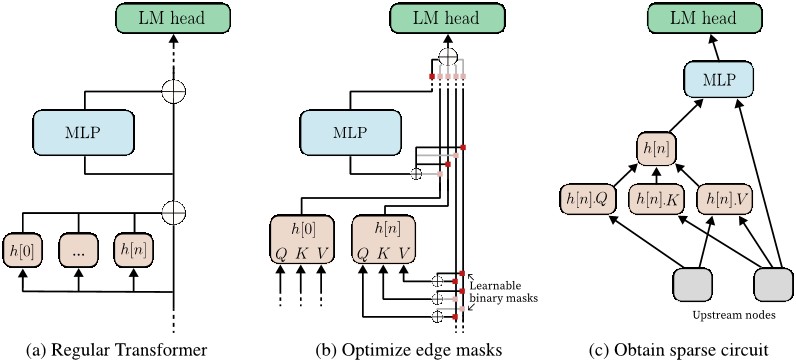 LM head
MLP
h[0]
...
h[n]
(a) Regular Transformer
LM head
MLP
h[0]
Q K V
h[n]
Q K V
Learnable
binary masks
(b) Optimize edge masks
LM head
MLP
h[n]
h[n].Q
h[n].K
h[n].V
Upstream nodes
(c) Obtain sparse circuit